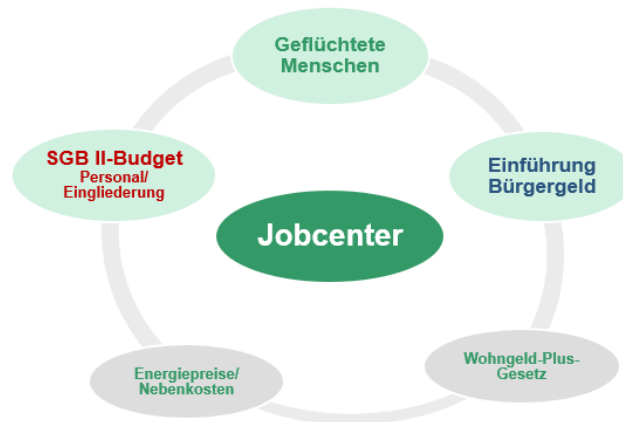 Geflüchtete
Menschen
SGB II-Budget
Personal/
Eingliederung
Einführung
Bürgergeld
Jobcenter
Energiepreise/
Nebenkosten
Wohngeld-Plus-
Gesetz